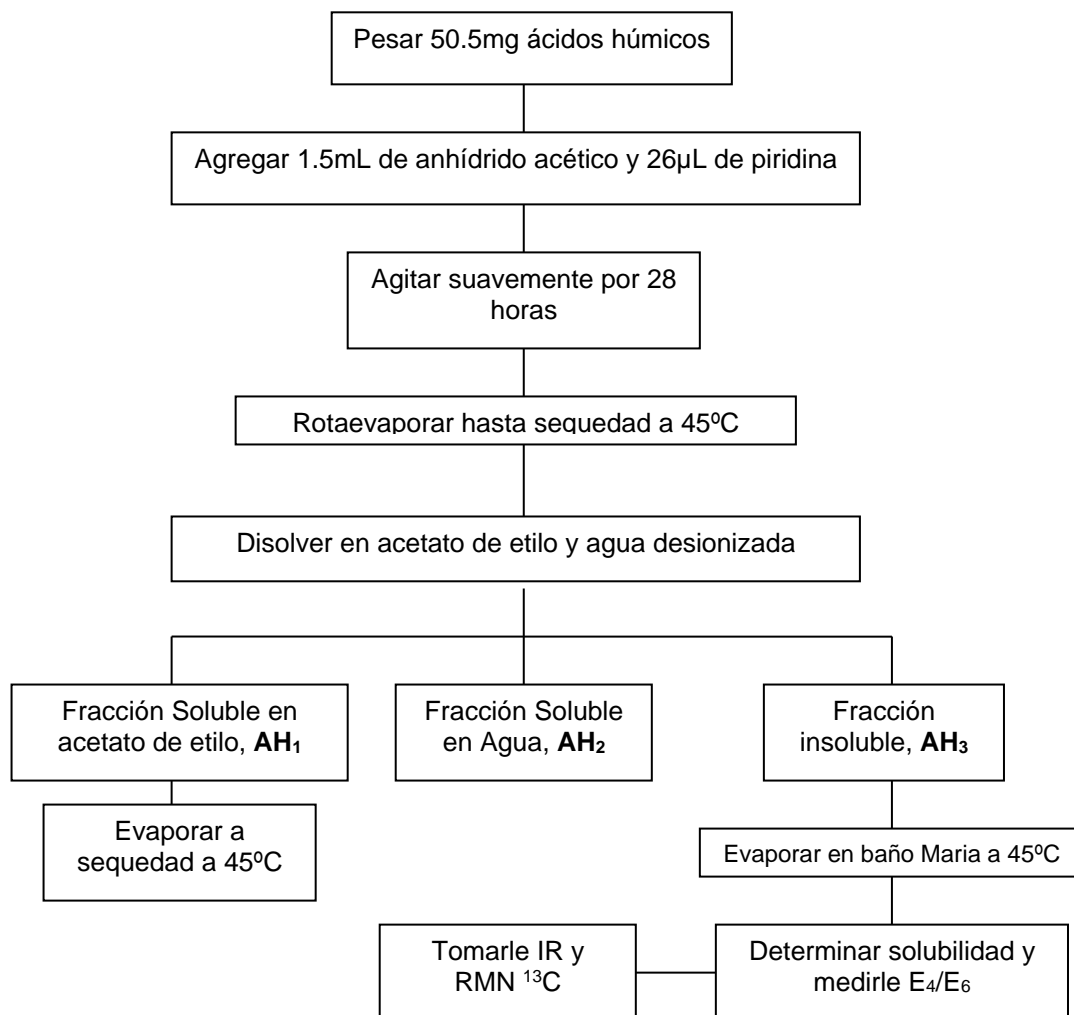 Pesar 50.5mg ácidos húmicos
Agregar 1.5mL de anhídrido acético y 26µL de piridina
Agitar suavemente por 28
horas
Rotaevaporar hasta sequedad a 45ºC
Disolver en acetato de etilo y agua desionizada
Fracción Soluble en
acetato de etilo, AH₁
Fracción Soluble
en Agua, AH₂
Fracción
insoluble, AH₃
Evaporar a
sequedad a 45ºC
Evaporar en baño Maria a 45ºC
Tomarle IR y
RMN ¹³C
Determinar solubilidad y
medirle E₄/E₆